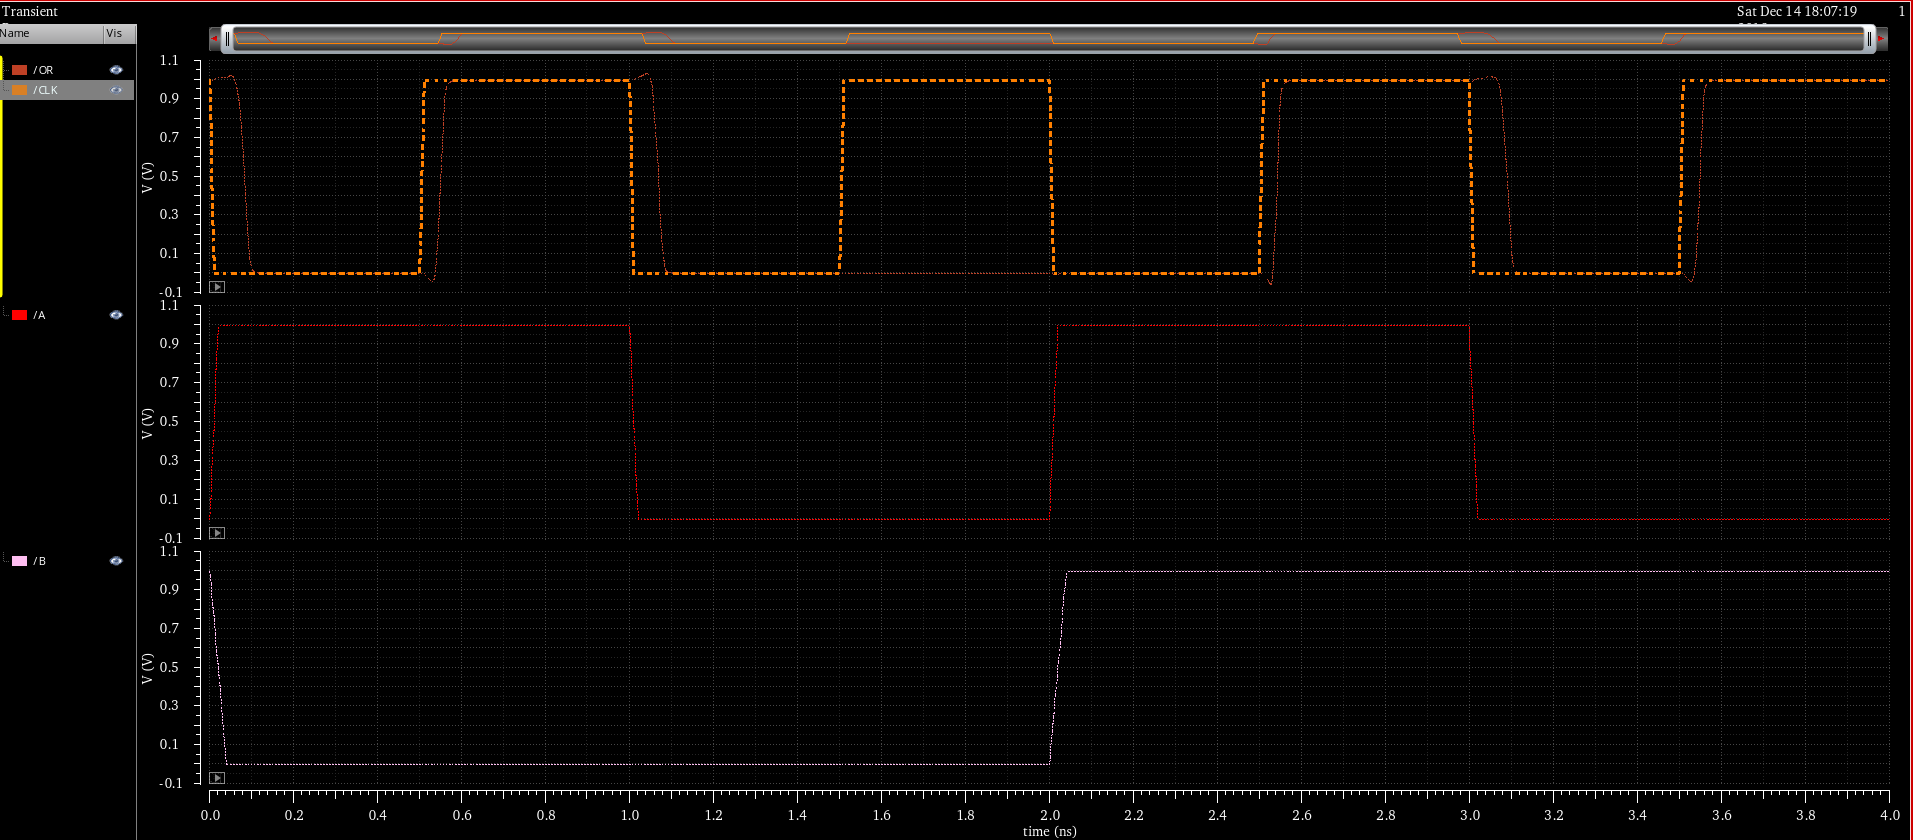 Transient
Sat Dec 14 18:07:19 1
Name Vis
/OR
/CLK
1.1
0.9
0.7
0.5
0.3
0.1
-0.1
V (V)
/A
1.1
0.9
0.7
0.5
0.3
0.1
-0.1
V (V)
/B
1.1
0.9
0.7
0.5
0.3
0.1
-0.1
V (V)
0.0 0.2 0.4 0.6 0.8 1.0 1.2 1.4 1.6 1.8 2.0 2.2 2.4 2.6 2.8 3.0 3.2 3.4 3.6 3.8 4.0
time (ns)